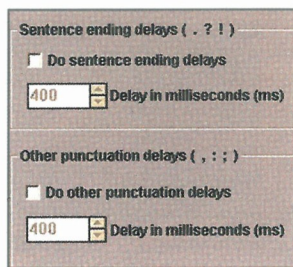 Sentence ending delays ( . ? ! )
Do sentence ending delays
400 Delay in milliseconds (ms)
Other punctuation delays ( , : ; )
Do other punctuation delays
400 Delay in milliseconds (ms)